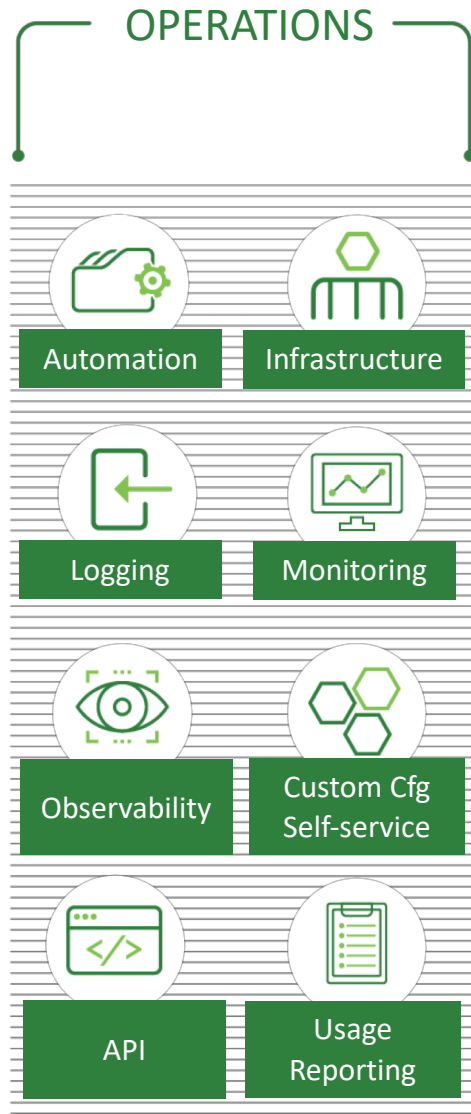 OPERATIONS
Automation
Infrastructure
Logging
Monitoring
Observability
Custom Cfg
Self-service
</>
API
Usage
Reporting